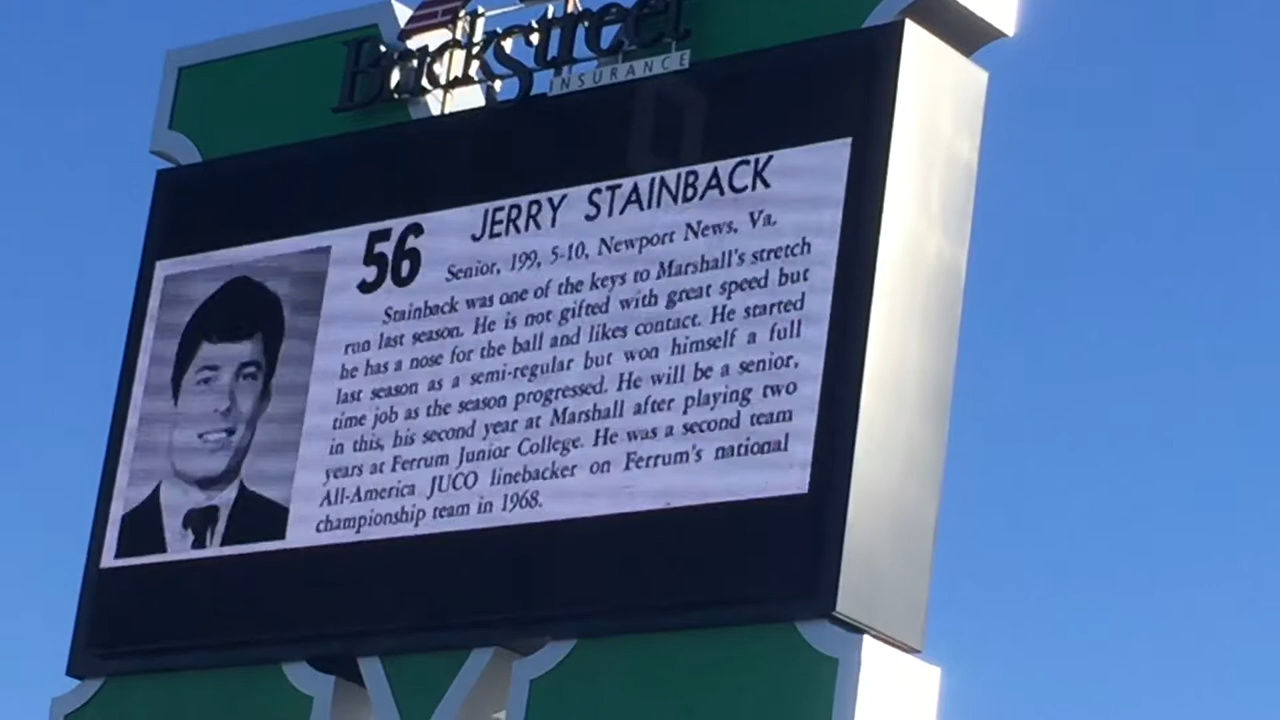 BackStreet
INSURANCE
56 JERRY STAINBACK
Senior, 199, 5-10, Newport News, Va.
Stainback was one of the keys to Marshall's stretch
run last season. He is not gifted with great speed but
he has a nose for the ball and likes contact. He started
last season as a semi-regular but won himself a full
time job as the season progressed. He will be a senior,
in this, his second year at Marshall after playing two
years at Ferrum Junior College. He was a second team
All-America JUCO linebacker on Ferrum's national
championship team in 1968.